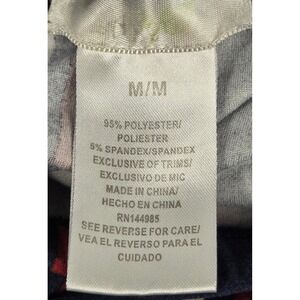 M/M
95% POLYESTER/
POLIESTER
5% SPANDEX/SPANDEX
EXCLUSIVE OF TRIMS/
EXCLUSIVO DE MIC
MADE IN CHINA/
HECHO EN CHINA
RN144985
SEE REVERSE FOR CARE/
VEA EL REVERSO PARA EL
CUIDADO